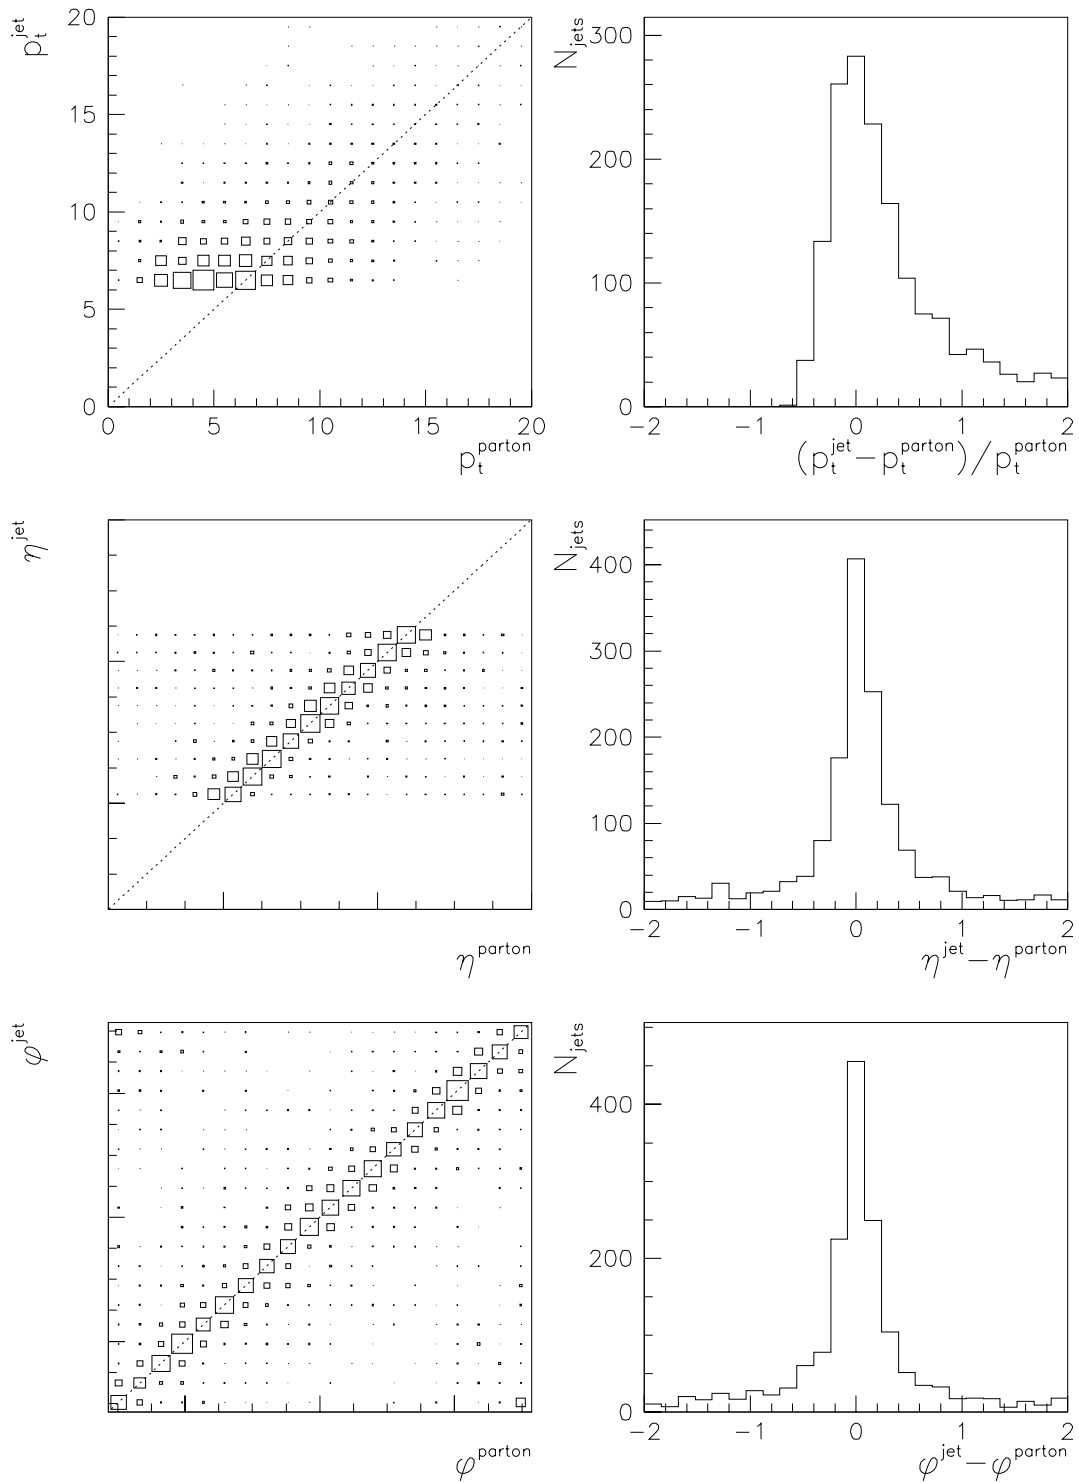 p_t^jet
20
15
10
5
0
0 5 10 15 20
p_t^parton
N_jets
300
200
100
0
−2 −1 0 1 2
(p_t^jet−p_t^parton)/p_t^parton
η^jet
η^parton
N_jets
400
300
200
100
0
−2 −1 0 1 2
η^jet−η^parton
φ^jet
φ^parton
N_jets
400
200
0
−2 −1 0 1 2
φ^jet−φ^parton